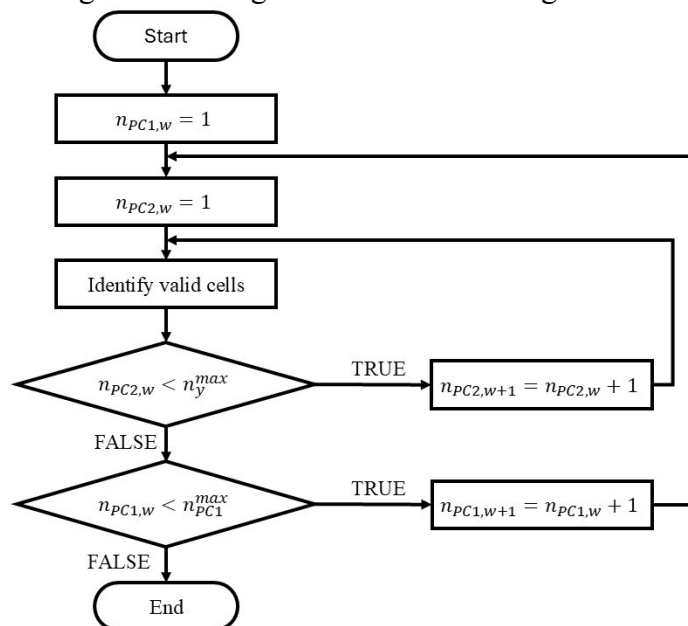 Start
n_{PC1,w} = 1
n_{PC2,w} = 1
Identify valid cells
n_{PC2,w} < n_y^{max}
TRUE
n_{PC2,w+1} = n_{PC2,w} + 1
FALSE
n_{PC1,w} < n_{PC1}^{max}
TRUE
n_{PC1,w+1} = n_{PC1,w} + 1
FALSE
End